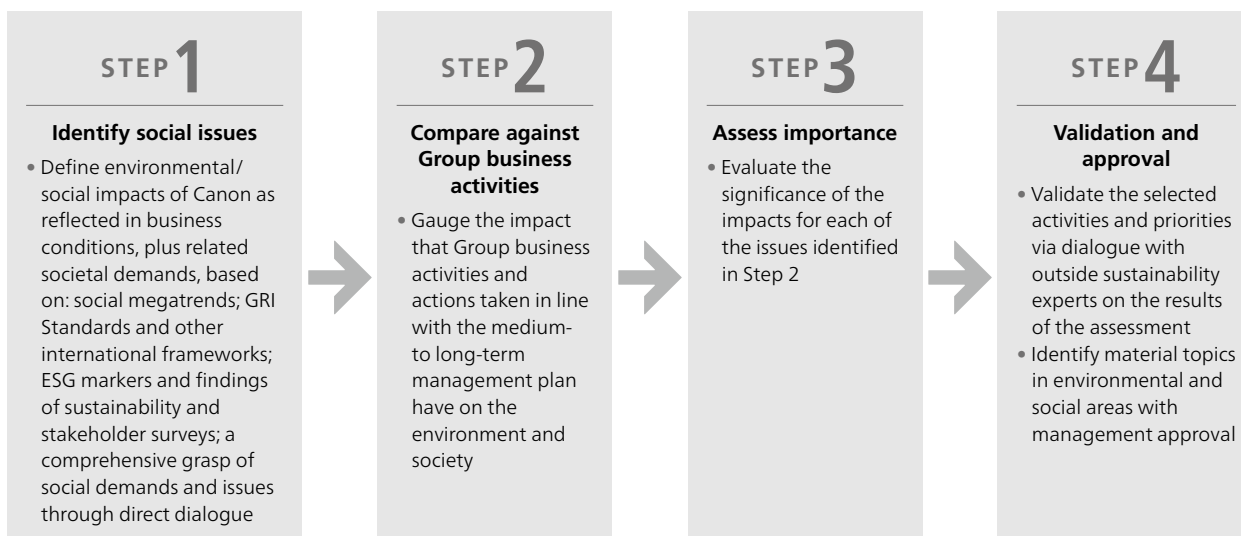 STEP 1
Identify social issues
• Define environmental/
social impacts of Canon as
reflected in business
conditions, plus related
societal demands, based
on: social megatrends; GRI
Standards and other
international frameworks;
ESG markers and findings
of sustainability and
stakeholder surveys; a
comprehensive grasp of
social demands and issues
through direct dialogue
STEP 2
Compare against
Group business
activities
• Gauge the impact
that Group business
activities and
actions taken in line
with the medium-
to long-term
management plan
have on the
environment and
society
STEP 3
Assess importance
• Evaluate the
significance of the
impacts for each of
the issues identified
in Step 2
STEP 4
Validation and
approval
• Validate the selected
activities and priorities
via dialogue with
outside sustainability
experts on the results
of the assessment
• Identify material topics
in environmental and
social areas with
management approval